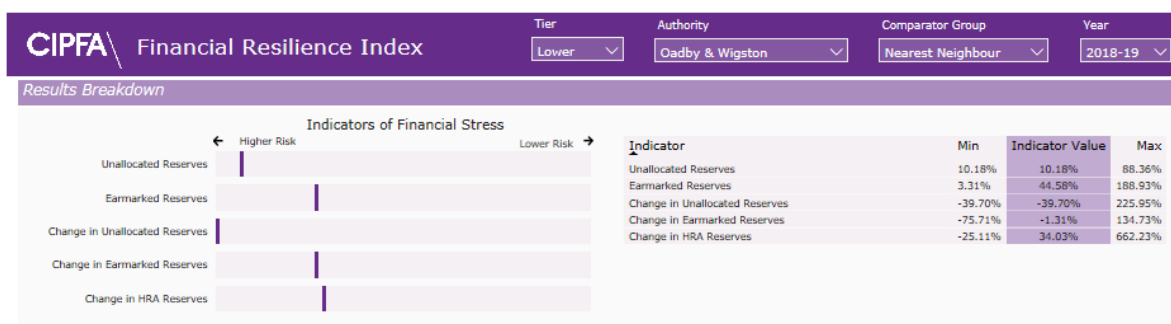 CIPFA\ Financial Resilience Index
Tier
Lower
Authority
Oadby & Wigston
Comparator Group
Nearest Neighbour
Year
2018-19
Results Breakdown
Indicators of Financial Stress
← Higher Risk Lower Risk →
Unallocated Reserves
Earmarked Reserves
Change in Unallocated Reserves
Change in Earmarked Reserves
Change in HRA Reserves
Indicator Min Indicator Value Max
Unallocated Reserves 10.18% 10.18% 88.36%
Earmarked Reserves 3.31% 44.58% 188.93%
Change in Unallocated Reserves -39.70% -39.70% 225.95%
Change in Earmarked Reserves -75.71% -1.31% 134.73%
Change in HRA Reserves -25.11% 34.03% 662.23%